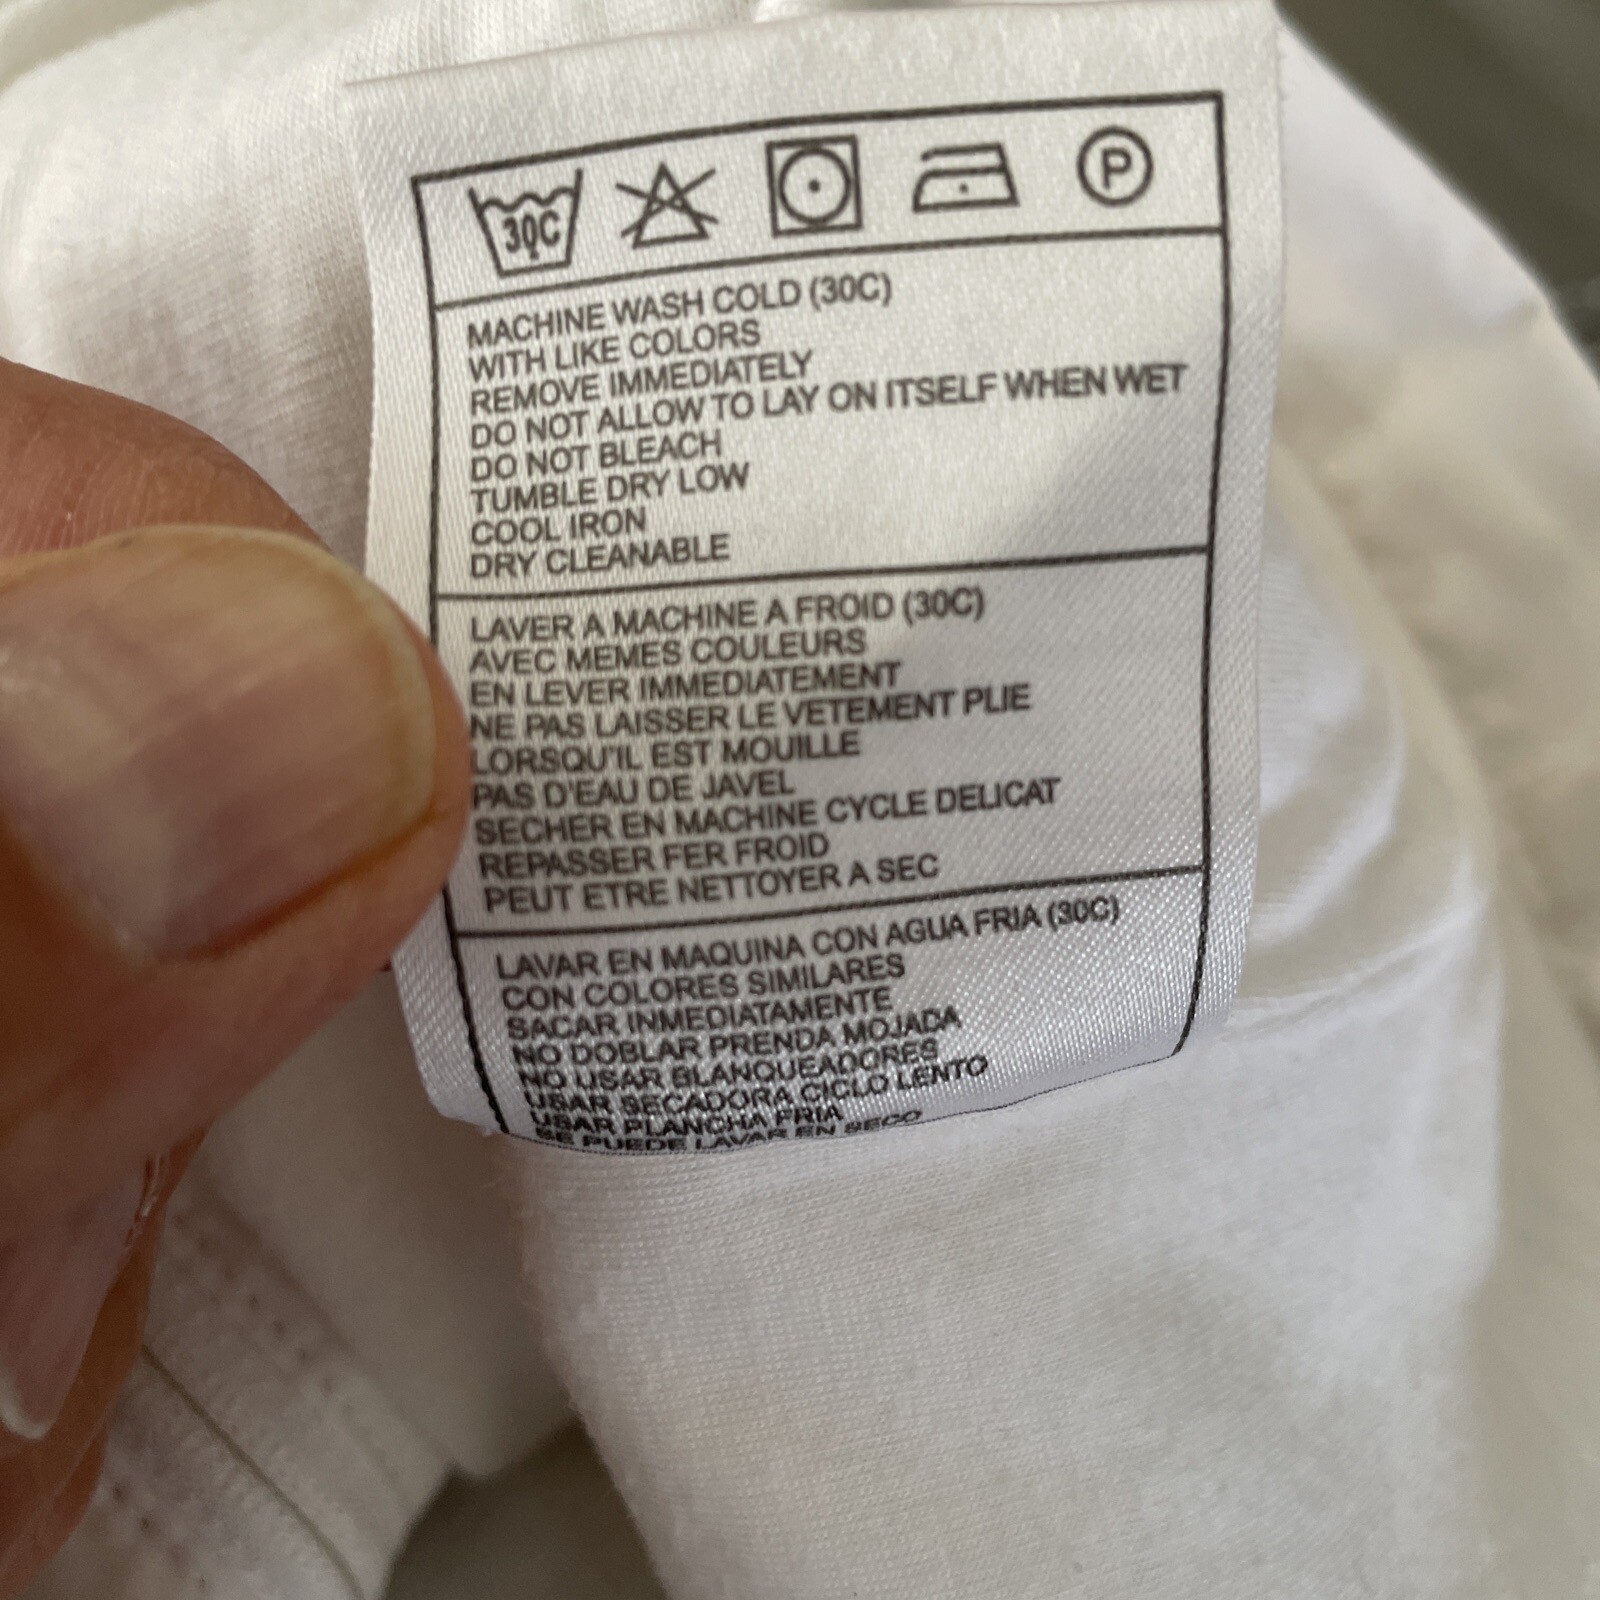 30C P
MACHINE WASH COLD (30C)
WITH LIKE COLORS
REMOVE IMMEDIATELY
DO NOT ALLOW TO LAY ON ITSELF WHEN WET
DO NOT BLEACH
TUMBLE DRY LOW
COOL IRON
DRY CLEANABLE
LAVER A MACHINE A FROID (30C)
AVEC MEMES COULEURS
EN LEVER IMMEDIATEMENT
NE PAS LAISSER LE VETEMENT PLIE
LORSQU'IL EST MOUILLE
PAS D'EAU DE JAVEL
SECHER EN MACHINE CYCLE DELICAT
REPASSER FER FROID
PEUT ETRE NETTOYER A SEC
LAVAR EN MAQUINA CON AGUA FRIA (30C)
CON COLORES SIMILARES
SACAR INMEDIATAMENTE
NO DOBLAR PRENDA MOJADA
NO USAR BLANQUEADORES
USAR SECADORA CICLO LENTO
USAR PLANCHA FRIA
SE PUEDE LAVAR EN SECO